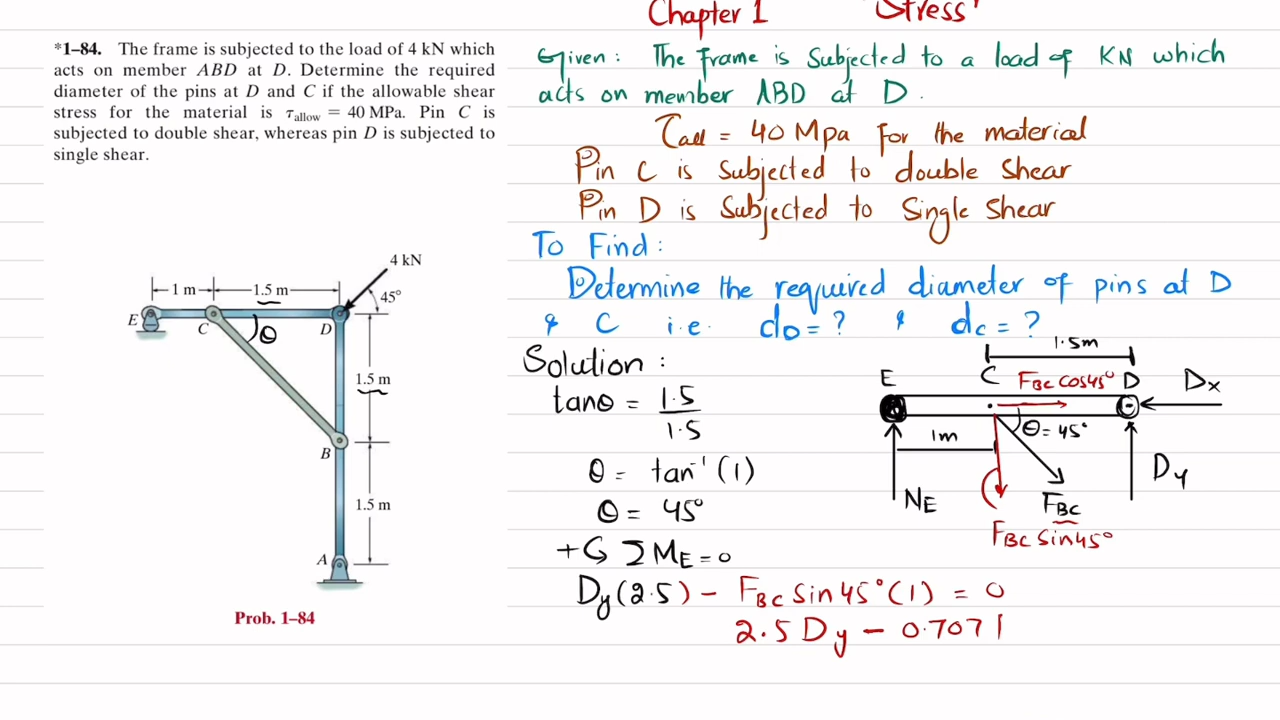 Chapter 1 "Stress"
*1–84. The frame is subjected to the load of 4 kN which
acts on member ABD at D. Determine the required
diameter of the pins at D and C if the allowable shear
stress for the material is τallow = 40 MPa. Pin C is
subjected to double shear, whereas pin D is subjected to
single shear.
4 kN
1 m
1.5 m
45°
E
C
D
θ
1.5 m
B
1.5 m
A
Prob. 1–84
Given: The frame is subjected to a load of KN which
acts on member ABD at D.
τall = 40 Mpa for the material
Pin C is subjected to double shear
Pin D is subjected to single shear
To Find:
Determine the required diameter of pins at D
& C i.e. dD = ? & dc = ?
Solution:
tanθ = 1.5
1.5
θ = tan⁻¹ (1)
θ = 45°
+↺ ΣME = 0
Dy(2.5) - FBC sin45°(1) = 0
2.5 Dy - 0.707
1.5m
E
C
FBC cos45°
D
Dx
1m
θ = 45°
NE
FBC
Dy
FBC sin45°